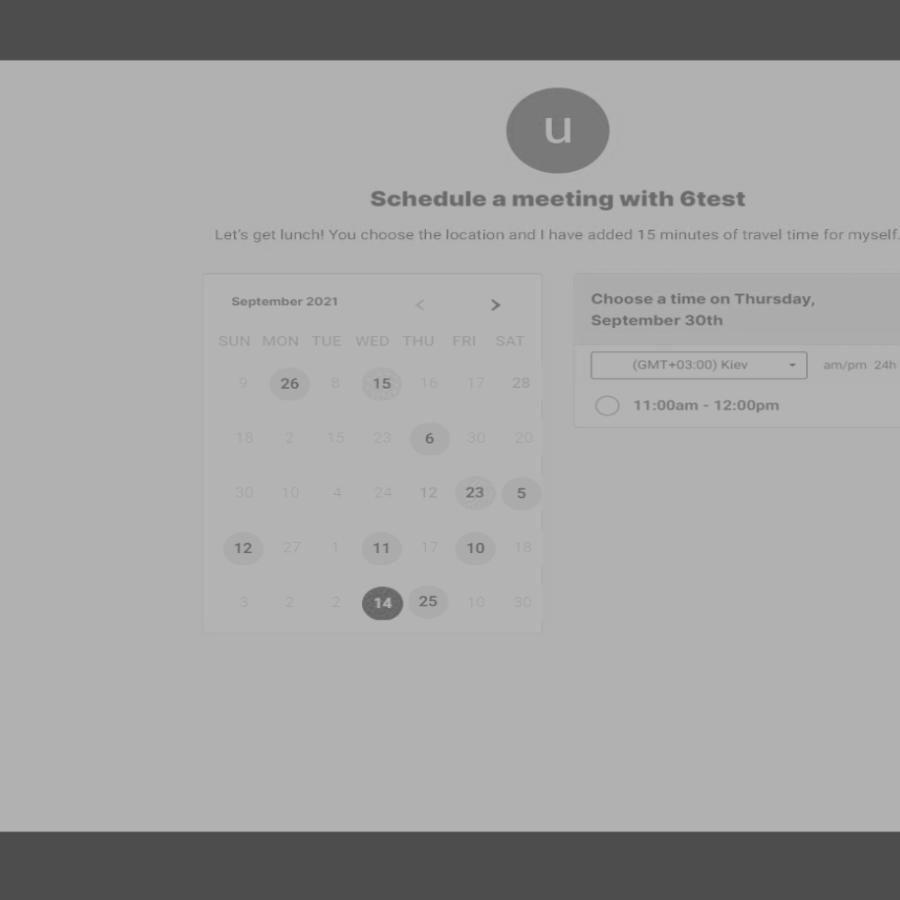 u
Schedule a meeting with 6test
Let's get lunch! You choose the location and I have added 15 minutes of travel time for myself.
September 2021 < >
SUN MON TUE WED THU FRI SAT
9 26 8 15 16 17 28
18 2 15 23 6 30 20
30 10 4 24 12 23 5
12 27 1 11 17 10 18
3 2 2 14 25 10 30
Choose a time on Thursday,
September 30th
(GMT+03:00) Kiev am/pm 24h
11:00am - 12:00pm